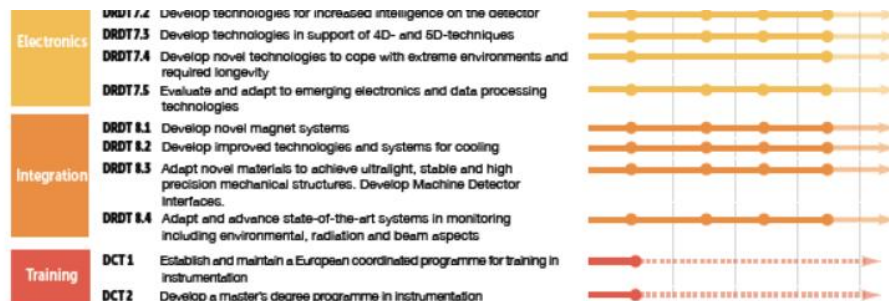 DRDT 7.2 Develop technologies for increased intelligence on the detector
Electronics
DRDT 7.3 Develop technologies in support of 4D- and 5D-techniques
DRDT 7.4 Develop novel technologies to cope with extreme environments and
required longevity
DRDT 7.5 Evaluate and adapt to emerging electronics and data processing
technologies
Integration
DRDT 8.1 Develop novel magnet systems
DRDT 8.2 Develop improved technologies and systems for cooling
DRDT 8.3 Adapt novel materials to achieve ultralight, stable and high
precision mechanical structures. Develop Machine Detector
Interfaces.
DRDT 8.4 Adapt and advance state-of-the-art systems in monitoring
including environmental, radiation and beam aspects
Training
DCT 1 Establish and maintain a European coordinated programme for training in
instrumentation
DCT 2 Develop a master's degree programme in instrumentation